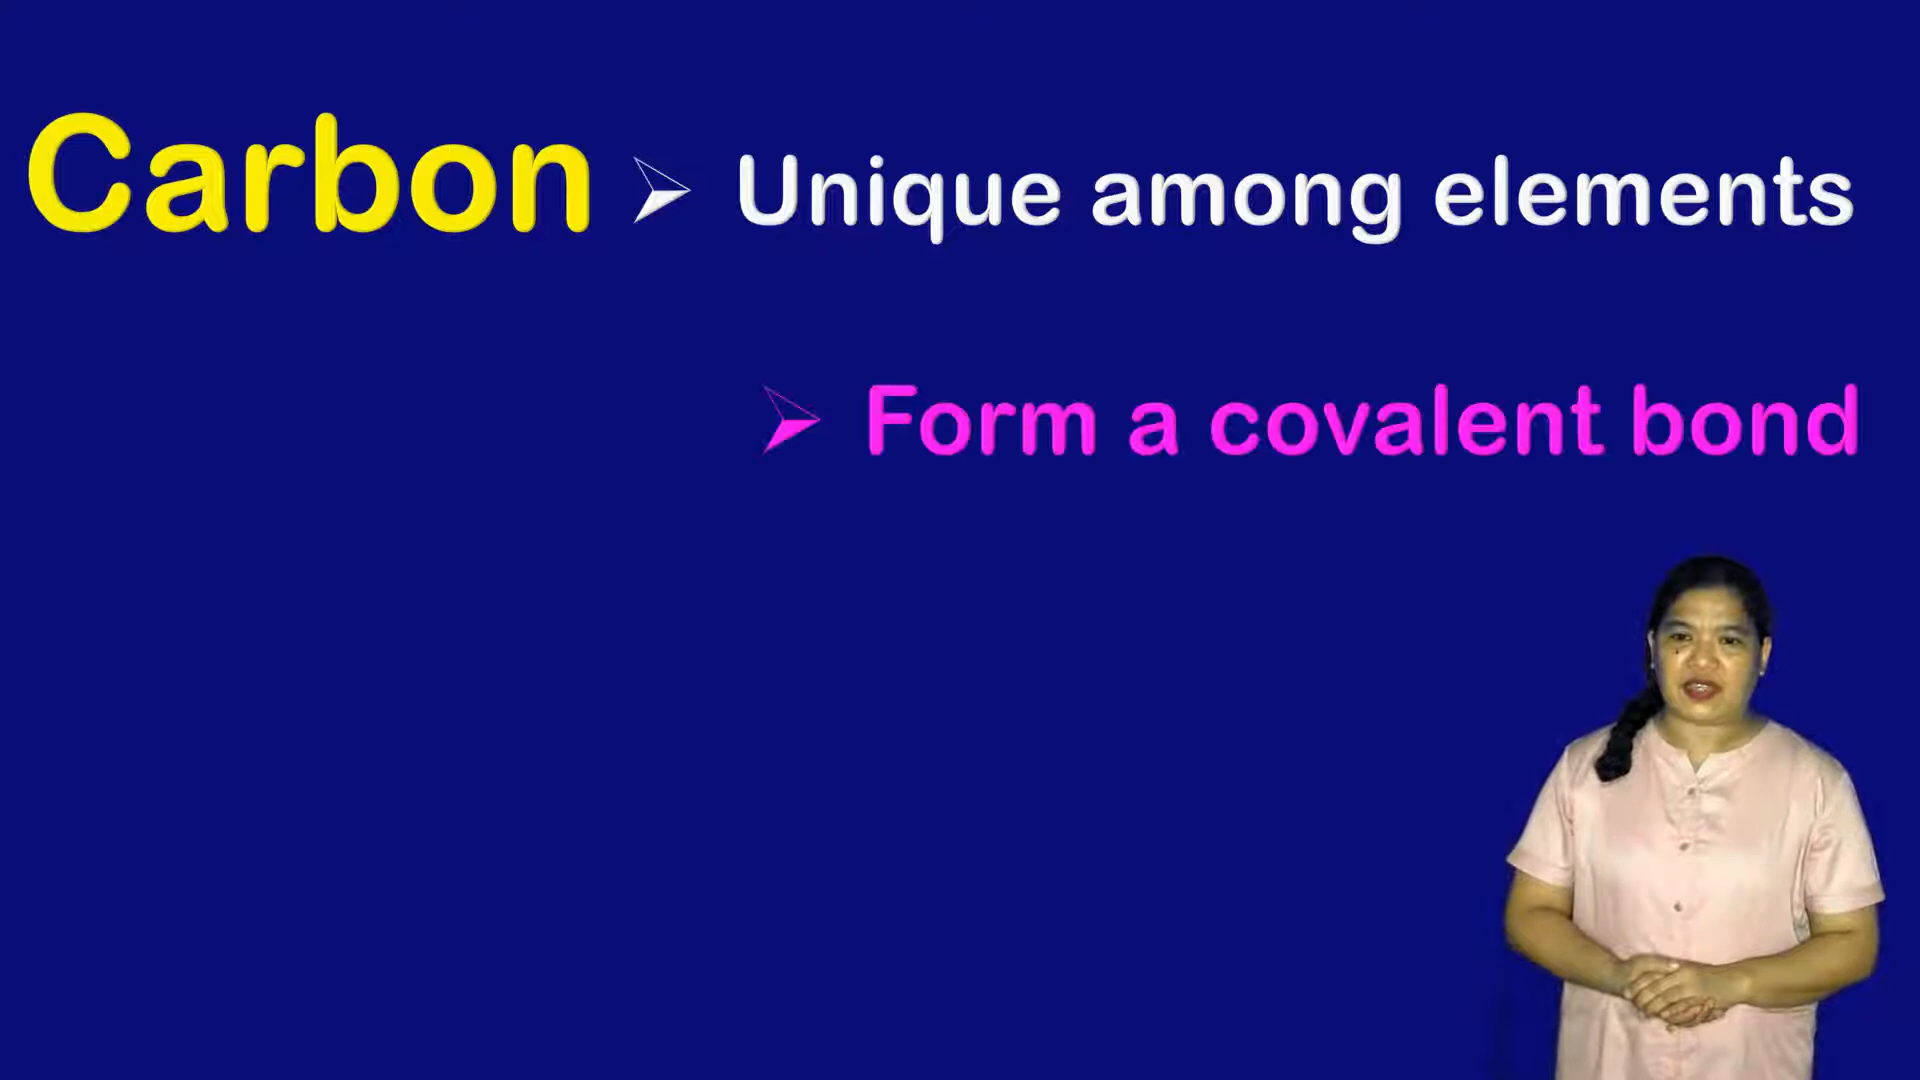 Carbon ➢ Unique among elements
➢ Form a covalent bond